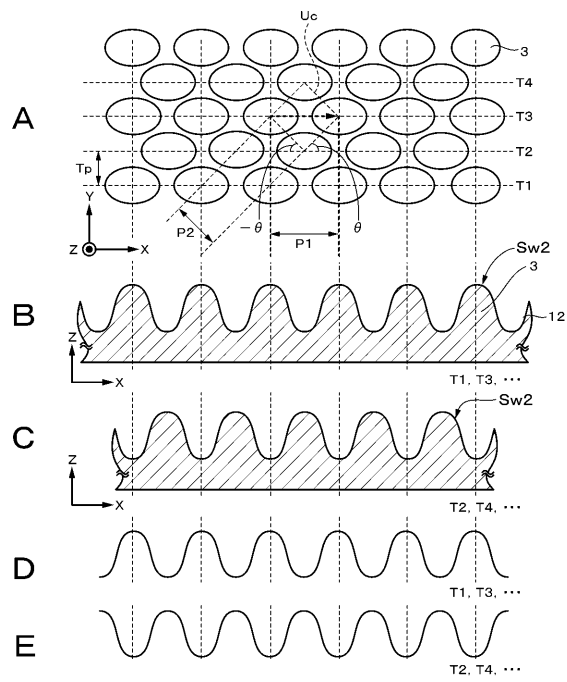 Uc
3
T4
A
T3
T2
Tp
T1
Y
Z
X
P2
−θ
P1
θ
Sw2
3
B
12
Z
X
T1, T3, ···
Sw2
C
Z
X
T2, T4, ···
D
T1, T3, ···
E
T2, T4, ···